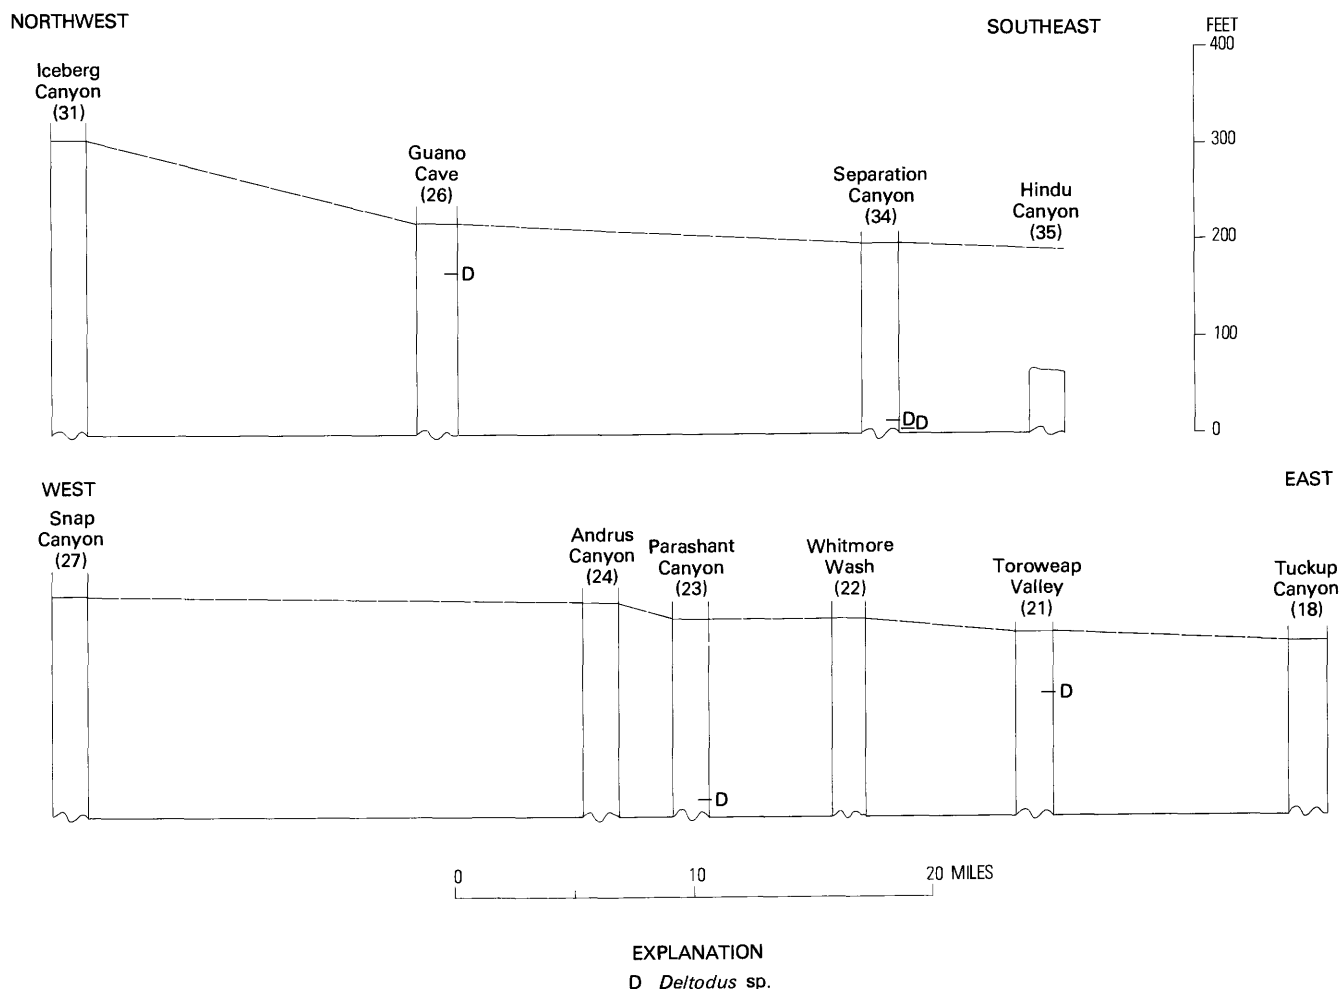 NORTHWEST
SOUTHEAST
FEET
400
Iceberg
Canyon
(31)
300
Guano
Cave
(26)
Separation
Canyon
(34)
Hindu
Canyon
(35)
200
D
100
D
D
0
WEST
EAST
Snap
Canyon
(27)
Andrus
Canyon
(24)
Parashant
Canyon
(23)
Whitmore
Wash
(22)
Toroweap
Valley
(21)
Tuckup
Canyon
(18)
D
D
0 10 20 MILES
EXPLANATION
D Deltodus sp.